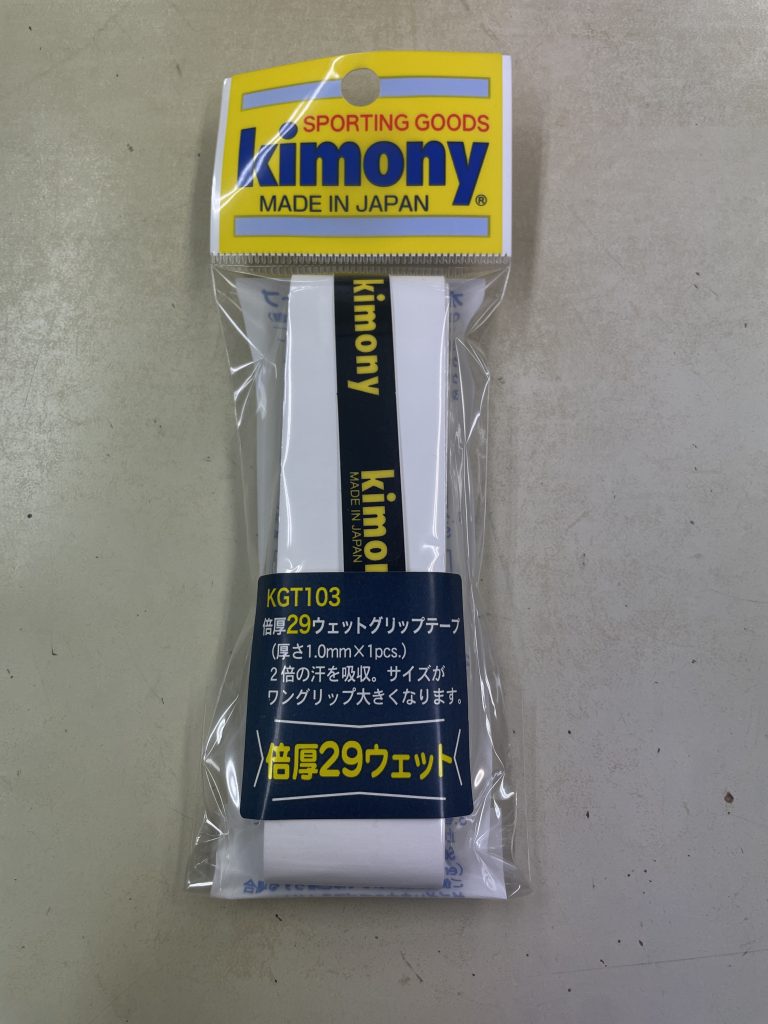 SPORTING GOODS
kimony®
MADE IN JAPAN
kimony
kimon
MADE IN JAPAN
KGT103
倍厚29ウェットグリップテープ
（厚さ1.0mm×1pcs.）
2倍の汗を吸収。サイズが
ワングリップ大きくなります。
倍厚29ウェット